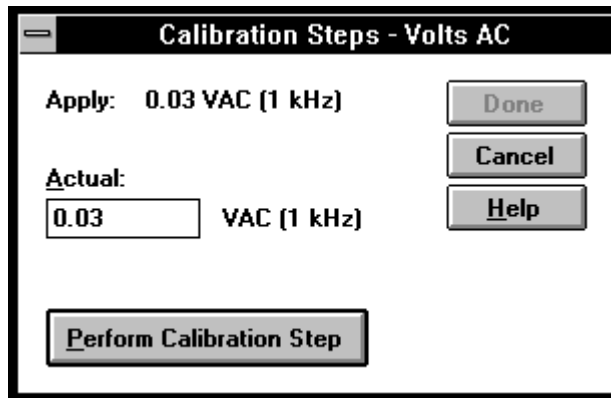 Calibration Steps - Volts AC
Apply: 0.03 VAC (1 kHz)
Done
Cancel
Actual:
Help
0.03 VAC (1 kHz)
Perform Calibration Step